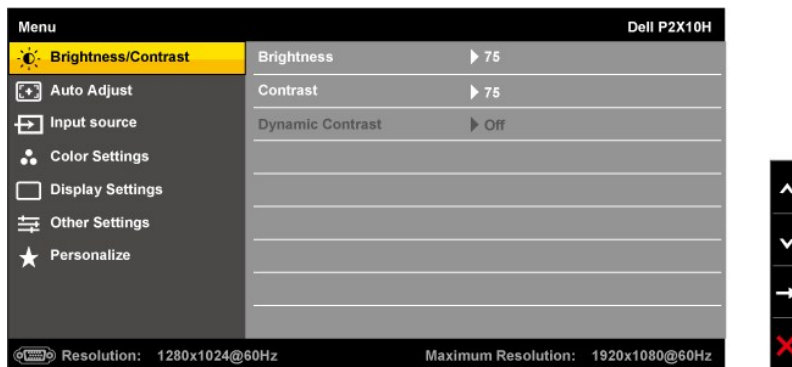 Menu Dell P2X10H
Brightness/Contrast Brightness 75
Auto Adjust Contrast 75
Input source Dynamic Contrast Off
Color Settings
Display Settings
Other Settings
Personalize
Resolution: 1280x1024@60Hz Maximum Resolution: 1920x1080@60Hz